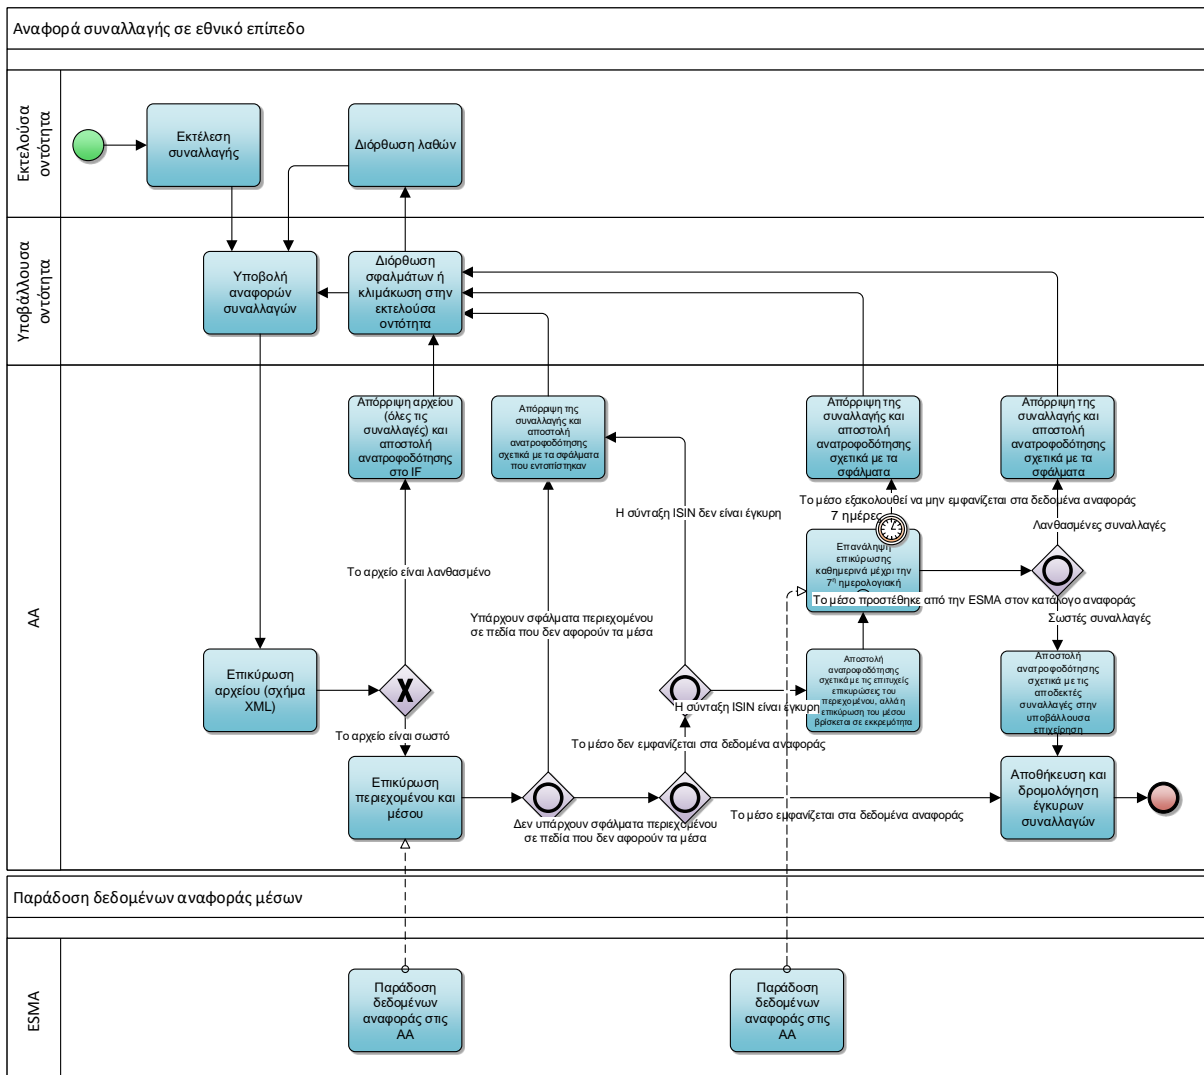 Αναφορά συναλλαγής σε εθνικό επίπεδο
Εκτελούσα
οντότητα
Εκτέλεση
συναλλαγής
Διόρθωση λαθών
Υποβάλλουσα
οντότητα
Υποβολή
αναφορών
συναλλαγών
Διόρθωση
σφαλμάτων ή
κλιμάκωση στην
εκτελούσα
οντότητα
ΑΑ
Απόρριψη αρχείου
(όλες τις
συναλλαγές) και
αποστολή
ανατροφοδότησης
στο IF
Απόρριψη της
συναλλαγής και
αποστολή
ανατροφοδότησης
σχετικά με τα σφάλματα
που εντοπίστηκαν
Απόρριψη της
συναλλαγής και
αποστολή
ανατροφοδότησης
σχετικά με τα
σφάλματα
Απόρριψη της
συναλλαγής και
αποστολή
ανατροφοδότησης
σχετικά με τα
σφάλματα
Το μέσο εξακολουθεί να μην εμφανίζεται στα δεδομένα αναφοράς
7 ημέρες
Η σύνταξη ISIN δεν είναι έγκυρη
Λανθασμένες συναλλαγές
Επανάληψη
επικύρωσης
καθημερινά μέχρι την
7η ημερολογιακή
Το αρχείο είναι λανθασμένο
Το μέσο προστέθηκε από την ESMA στον κατάλογο αναφοράς
Υπάρχουν σφάλματα περιεχομένου
σε πεδία που δεν αφορούν τα μέσα
Σωστές συναλλαγές
Επικύρωση
αρχείου (σχήμα
XML)
Αποστολή
ανατροφοδότησης
σχετικά με τις επιτυχείς
επικυρώσεις του
περιεχομένου, αλλά η
επικύρωση του μέσου
βρίσκεται σε εκκρεμότητα
Αποστολή
ανατροφοδότησης
σχετικά με τις
αποδεκτές
συναλλαγές στην
υποβάλλουσα
επιχείρηση
Η σύνταξη ISIN είναι έγκυρη
Το αρχείο είναι σωστό
Το μέσο δεν εμφανίζεται στα δεδομένα αναφοράς
Επικύρωση
περιεχομένου και
μέσου
Αποθήκευση και
δρομολόγηση
έγκυρων
συναλλαγών
Δεν υπάρχουν σφάλματα περιεχομένου
σε πεδία που δεν αφορούν τα μέσα
Το μέσο εμφανίζεται στα δεδομένα αναφοράς
Παράδοση δεδομένων αναφοράς μέσων
ESMA
Παράδοση
δεδομένων
αναφοράς στις
ΑΑ
Παράδοση
δεδομένων
αναφοράς στις
ΑΑ